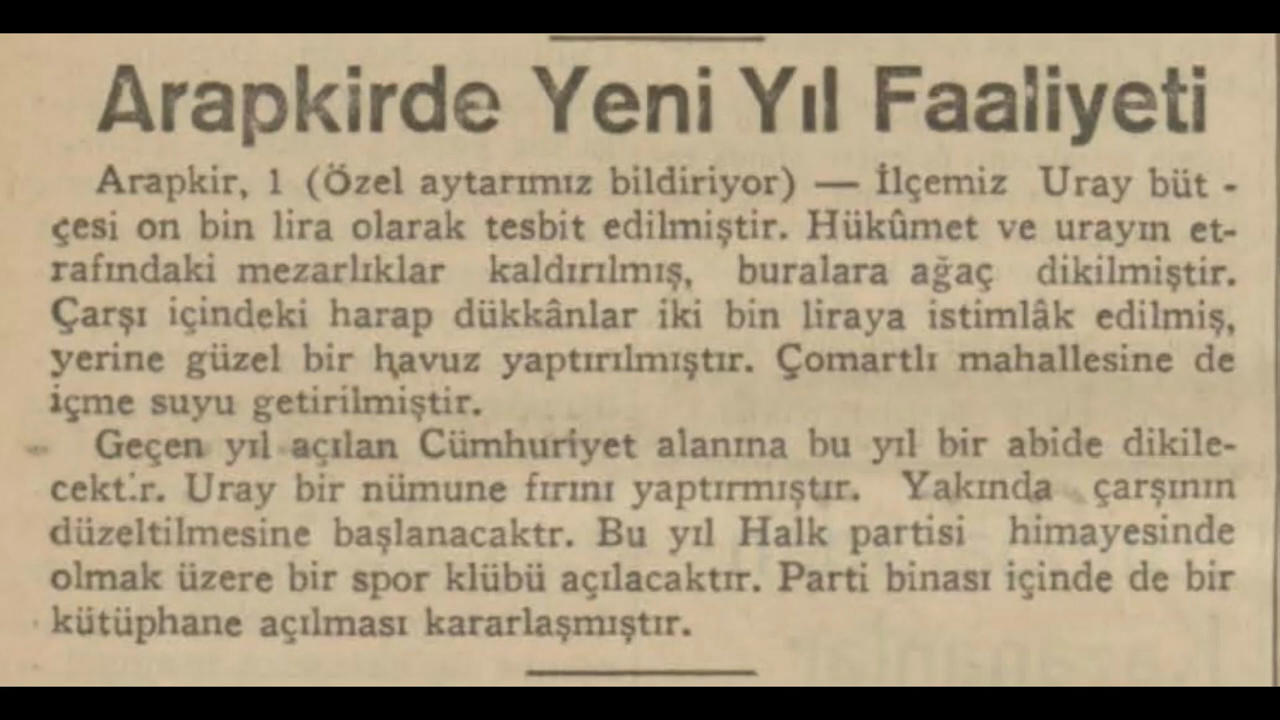 Arapkirde Yeni Yıl Faaliyeti
Arapkir, 1 (Özel aytarımız bildiriyor) — İlçemiz Uray büt -
çesi on bin lira olarak tesbit edilmiştir. Hükûmet ve urayın et-
rafındaki mezarlıklar kaldırılmış, buralara ağaç dikilmiştir.
Çarşı içindeki harap dükkânlar iki bin liraya istimlâk edilmiş,
yerine güzel bir havuz yaptırılmıştır. Çomartlı mahallesine de
içme suyu getirilmiştir.
Geçen yıl açılan Cümhuriyet alanına bu yıl bir abide dikile-
cektir. Uray bir nümune fırını yaptırmıştır. Yakında çarşının
düzeltilmesine başlanacaktr. Bu yıl Halk partisi himayesinde
olmak üzere bir spor klübü açılacaktır. Parti binası içinde de bir
kütüphane açılması kararlaşmıştır.